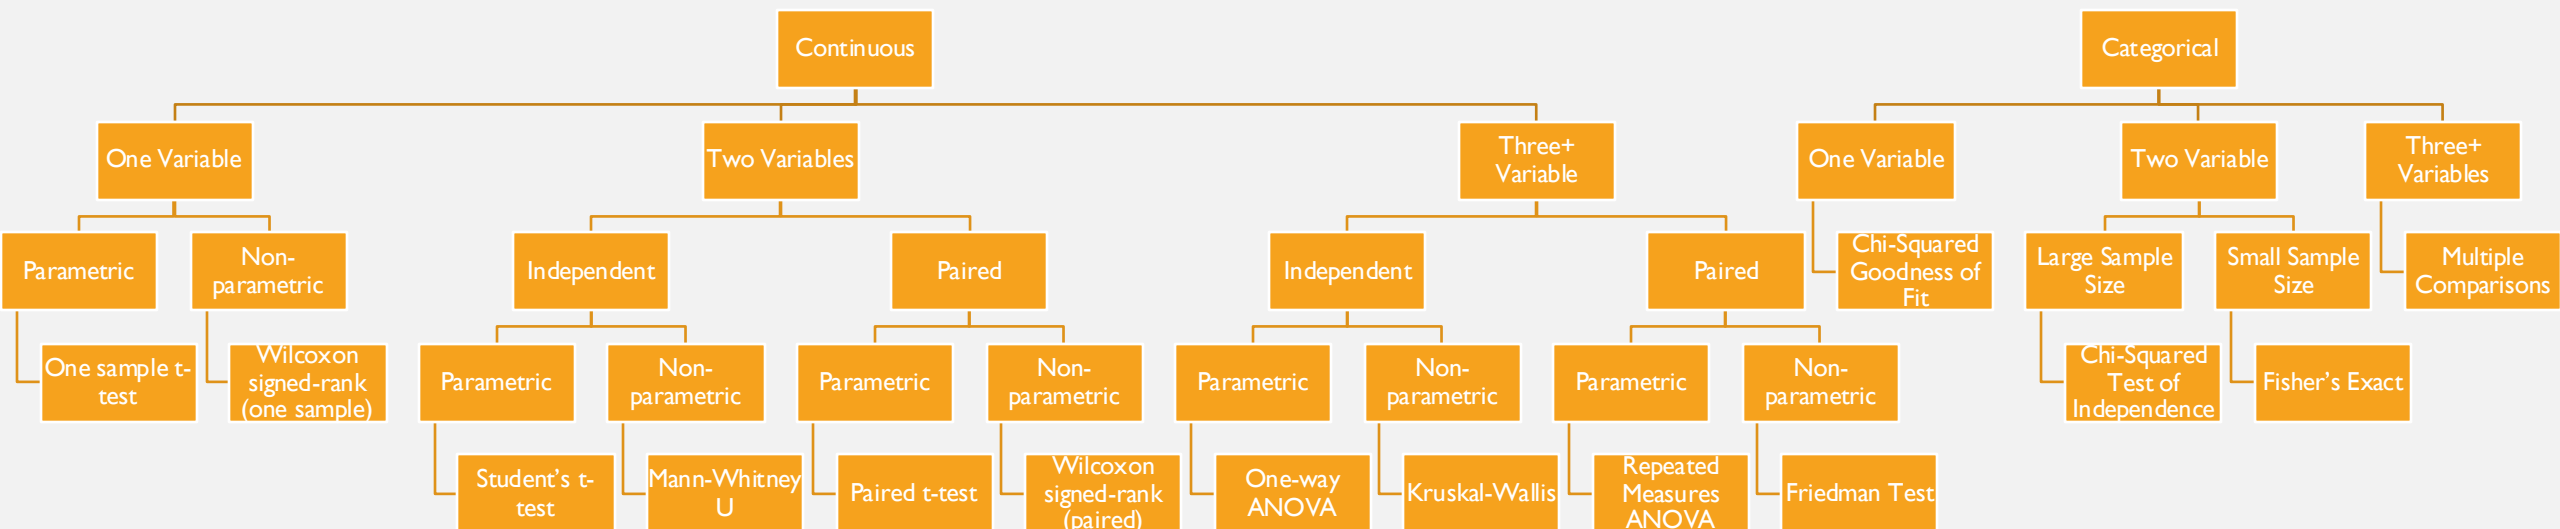 Continuous
Categorical
One Variable
Two Variables
Three+
Variable
One Variable
Two Variable
Three+
Variables
Parametric
Non-
parametric
Independent
Paired
Independent
Paired
Chi-Squared
Goodness of
Fit
Large Sample
Size
Small Sample
Size
Multiple
Comparisons
One sample t-
test
Wilcoxon
signed-rank
(one sample)
Parametric
Non-
parametric
Parametric
Non-
parametric
Parametric
Non-
parametric
Parametric
Non-
parametric
Chi-Squared
Test of
Independence
Fisher’s Exact
Student’s t-
test
Mann-Whitney
U
Paired t-test
Wilcoxon
signed-rank
(paired)
One-way
ANOVA
Kruskal-Wallis
Repeated
Measures
ANOVA
Friedman Test